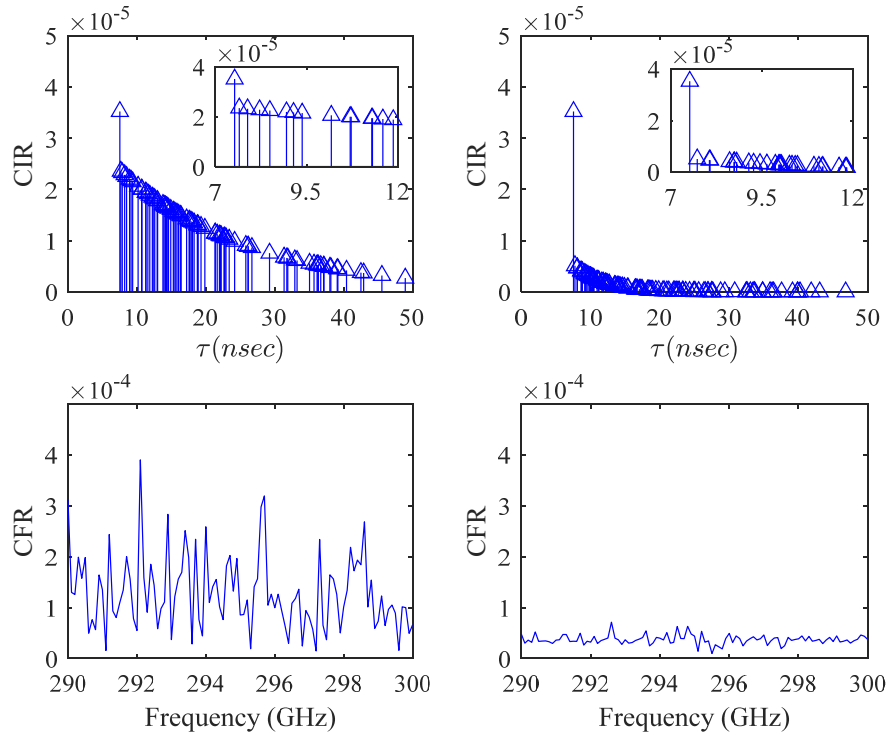 ×10⁻⁵ ×10⁻⁵
5 5
×10⁻⁵ ×10⁻⁵
4 4 4 4
CIR 3 2 CIR 3 2
2 0 2 0
7 9.5 12 7 9.5 12
1 1
0 0
0 10 20 30 40 50 0 10 20 30 40 50
τ(nsec) τ(nsec)
×10⁻⁴ ×10⁻⁴
4 4
3 3
CFR 2 CFR 2
1 1
0 0
290 292 294 296 298 300 290 292 294 296 298 300
Frequency (GHz) Frequency (GHz)